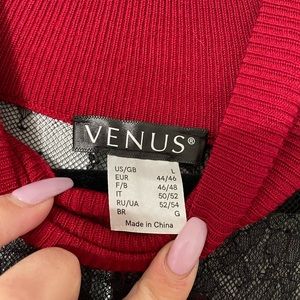 VENUS®
US/GB L
EUR 44/46
F/B 46/48
IT 50/52
RU/UA 52/54
BR G
Made in China